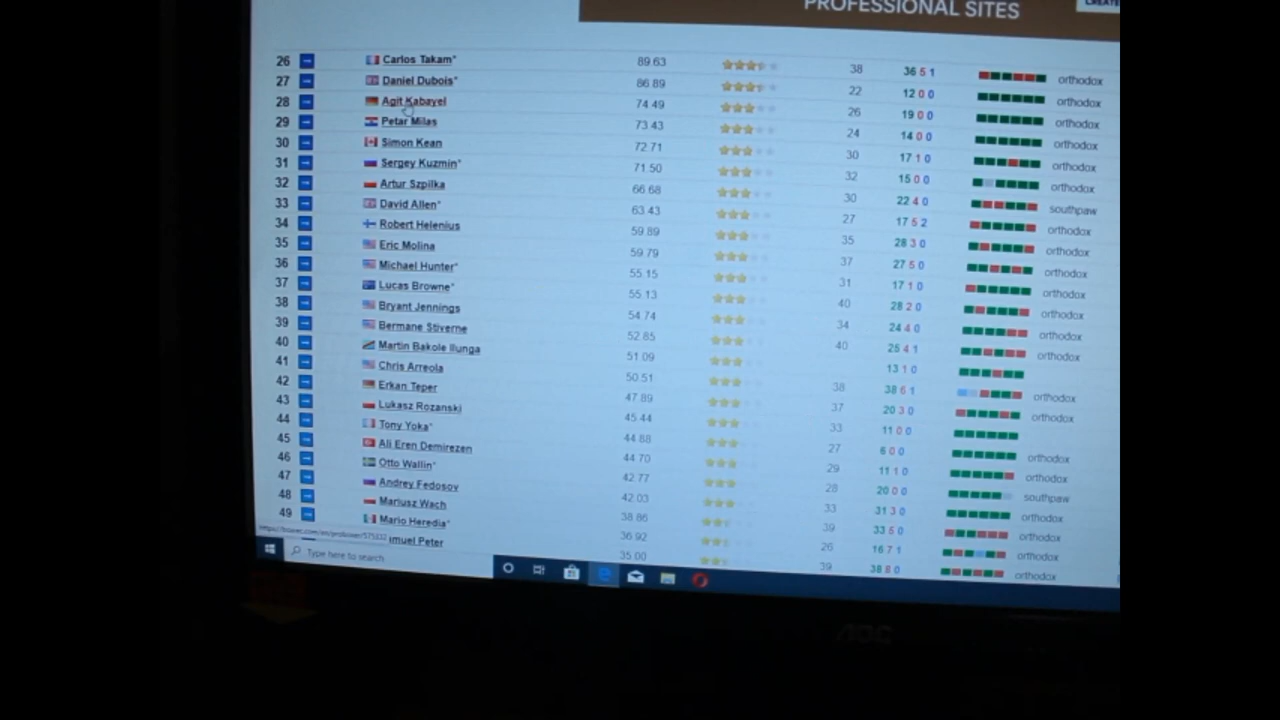 PROFESSIONAL SITES
26 Carlos Takam* 89.63 38 36 5 1 orthodox
27 Daniel Dubois* 86.89 22 12 0 0 orthodox
28 Agit Kabayel 74.49 26 19 0 0 orthodox
29 Petar Milas 73.43 24 14 0 0 orthodox
30 Simon Kean 72.71 30 17 1 0 orthodox
31 Sergey Kuzmin* 71.50 32 15 0 0 orthodox
32 Artur Szpilka 66.68 30 22 4 0 southpaw
33 David Allen* 63.43 27 17 5 2 orthodox
34 Robert Helenius 59.89 35 28 3 0 orthodox
35 Eric Molina 59.79 37 27 5 0 orthodox
36 Michael Hunter* 55.15 31 17 1 0 orthodox
37 Lucas Browne* 55.13 40 28 2 0 orthodox
38 Bryant Jennings 54.74 34 24 4 0 orthodox
39 Bermane Stiverne 52.85 40 25 4 1 orthodox
40 Martin Bakole Ilunga 51.09 13 1 0
41 Chris Arreola 50.51 38 38 6 1 orthodox
42 Erkan Teper 47.89 37 20 3 0 orthodox
43 Lukasz Rozanski 45.44 33 11 0 0
44 Tony Yoka* 44.88 27 6 0 0 orthodox
45 Ali Eren Demirezen 44.70 29 11 1 0 orthodox
46 Otto Wallin* 42.77 28 20 0 0 southpaw
47 Andrey Fedosov 42.03 33 31 3 0 orthodox
48 Mariusz Wach 38.86 39 33 5 0 orthodox
49 Mario Heredia* 36.92 26 16 7 1 orthodox
imuel Peter 35.00 39 38 0 orthodox
Type here to search
AOC